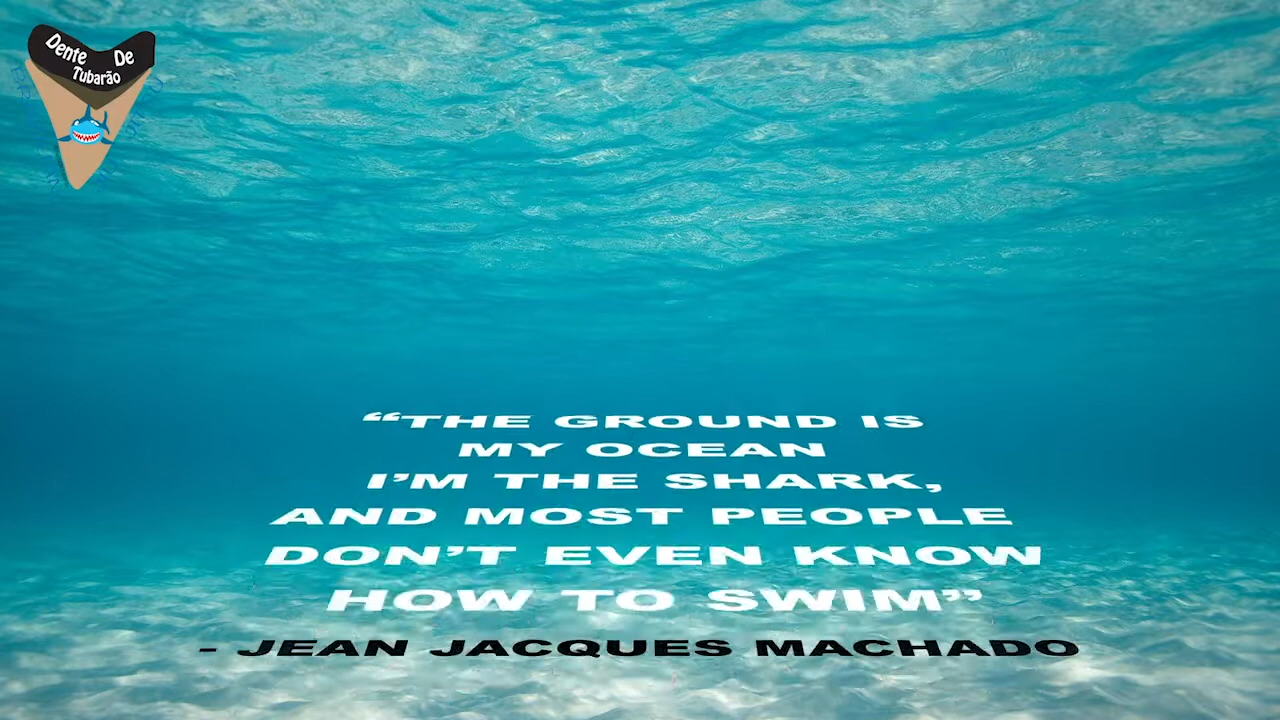 Dente De
Tubarão
“THE GROUND IS
MY OCEAN
I’M THE SHARK,
AND MOST PEOPLE
DON’T EVEN KNOW
HOW TO SWIM”
- JEAN JACQUES MACHADO